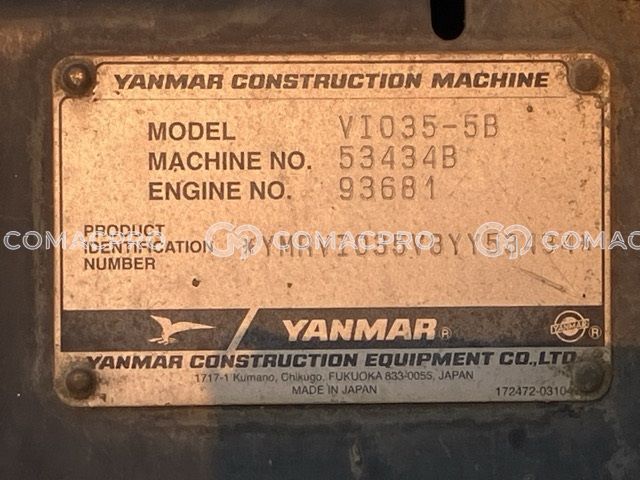 YANMAR CONSTRUCTION MACHINE
MODEL VIO35-5B
MACHINE NO. 53434B
ENGINE NO. 93681
PRODUCT
IDENTIFICATION
NUMBER
COMACPRO COMACPRO COMAC
YANMAR ®
YANMAR ®
YANMAR CONSTRUCTION EQUIPMENT CO.,LTD.
1717-1 Kumano, Chikugo, FUKUOKA 833-0055, JAPAN
MADE IN JAPAN